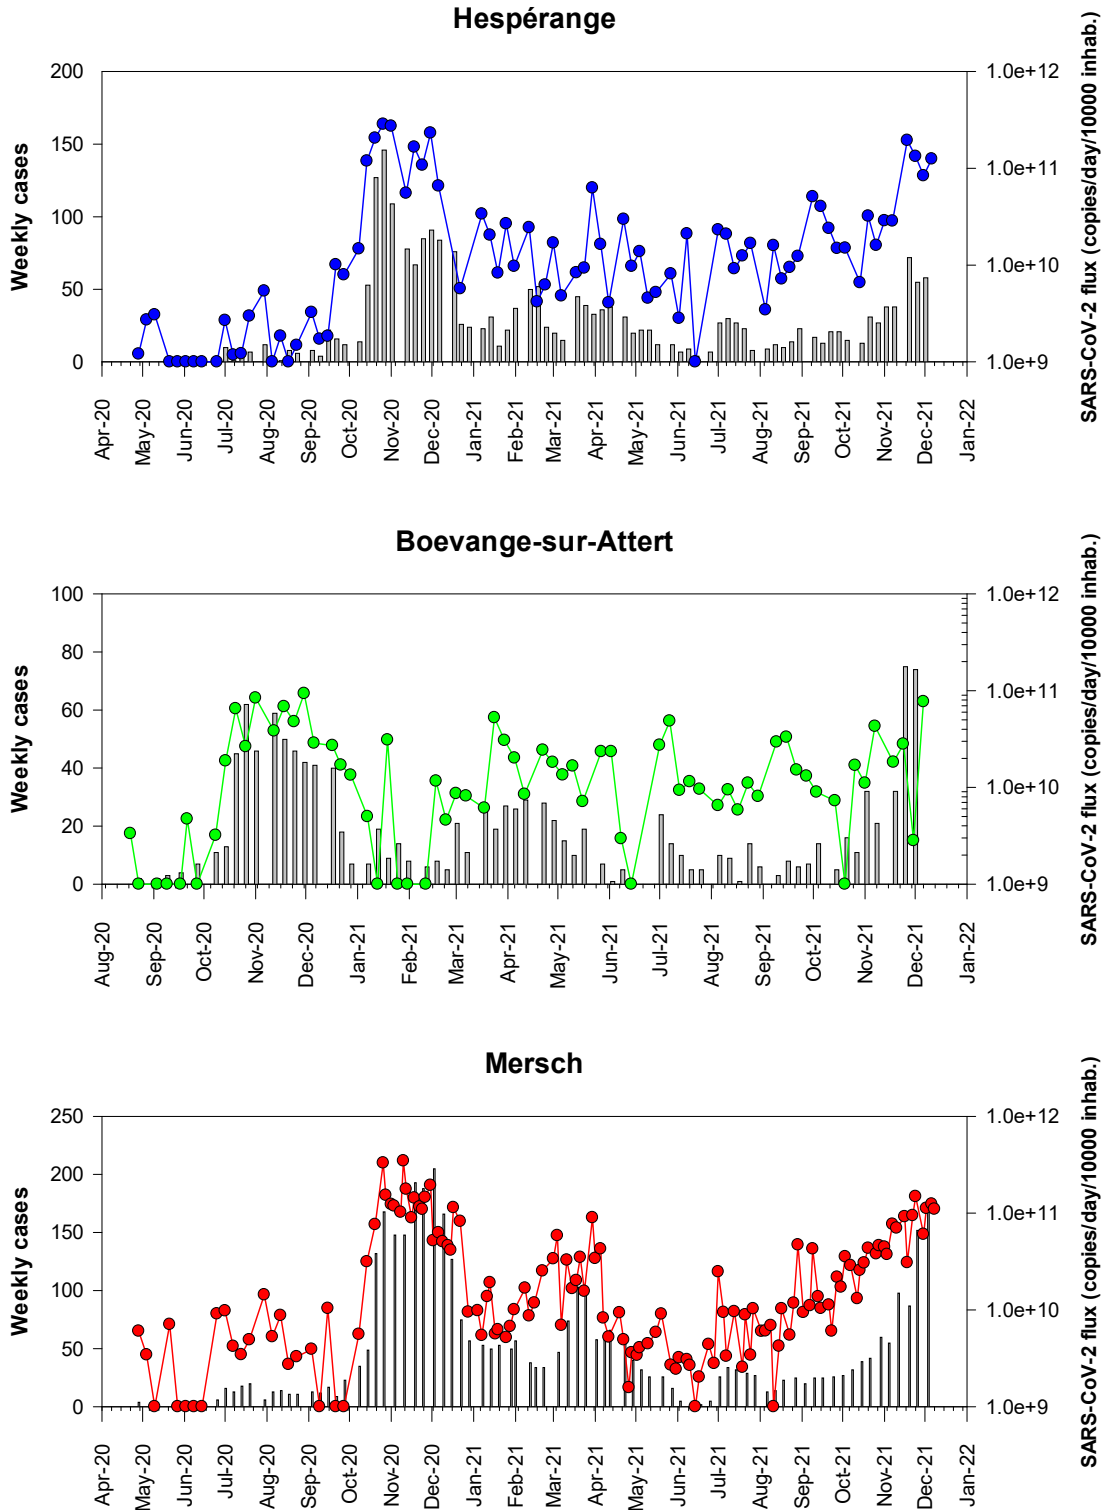 Hespérange
Weekly cases
SARS-CoV-2 flux (copies/day/10000 inhab.)
200
150
100
50
0
1.0e+12
1.0e+11
1.0e+10
1.0e+9
Apr-20 May-20 Jun-20 Jul-20 Aug-20 Sep-20 Oct-20 Nov-20 Dec-20 Jan-21 Feb-21 Mar-21 Apr-21 May-21 Jun-21 Jul-21 Aug-21 Sep-21 Oct-21 Nov-21 Dec-21 Jan-22
Boevange-sur-Attert
Weekly cases
SARS-CoV-2 flux (copies/day/10000 inhab.)
100
80
60
40
20
0
1.0e+12
1.0e+11
1.0e+10
1.0e+9
Aug-20 Sep-20 Oct-20 Nov-20 Dec-20 Jan-21 Feb-21 Mar-21 Apr-21 May-21 Jun-21 Jul-21 Aug-21 Sep-21 Oct-21 Nov-21 Dec-21 Jan-22
Mersch
Weekly cases
SARS-CoV-2 flux (copies/day/10000 inhab.)
250
200
150
100
50
0
1.0e+12
1.0e+11
1.0e+10
1.0e+9
Apr-20 May-20 Jun-20 Jul-20 Aug-20 Sep-20 Oct-20 Nov-20 Dec-20 Jan-21 Feb-21 Mar-21 Apr-21 May-21 Jun-21 Jul-21 Aug-21 Sep-21 Oct-21 Nov-21 Dec-21 Jan-22